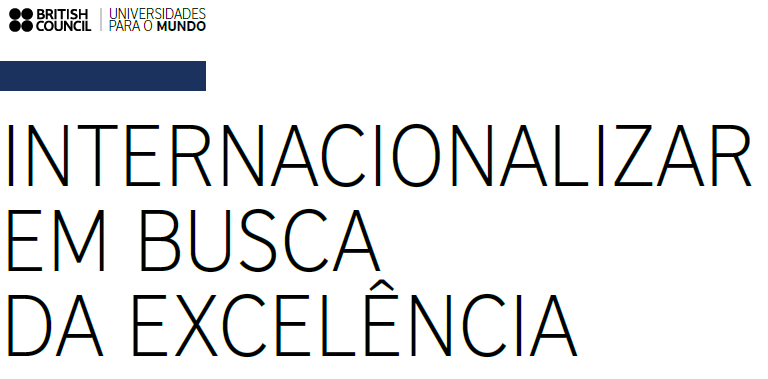 BRITISH
COUNCIL
UNIVERSIDADES
PARA O MUNDO
INTERNACIONALIZAR
EM BUSCA
DA EXCELÊNCIA